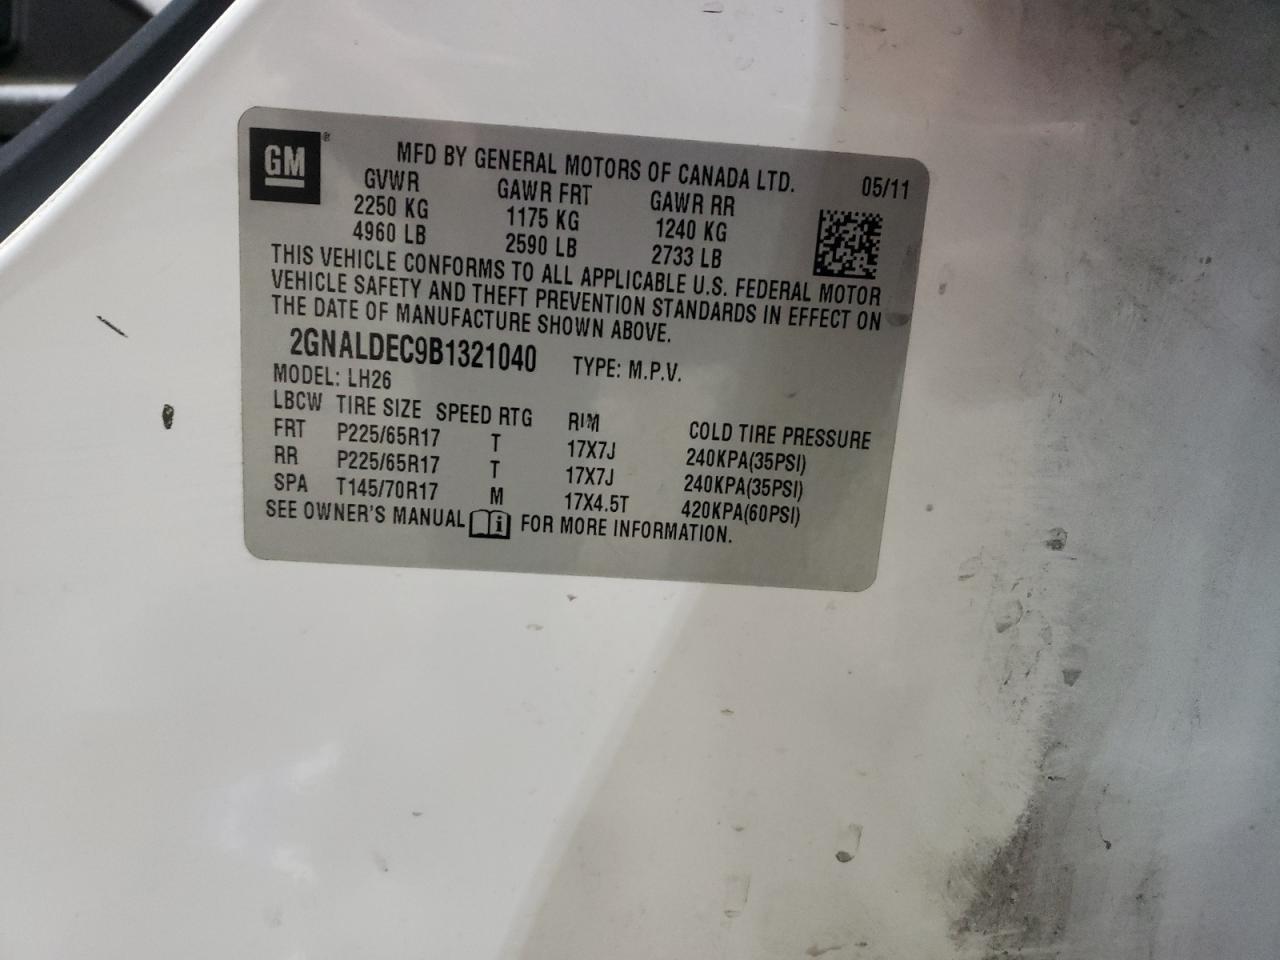 GM®
MFD BY GENERAL MOTORS OF CANADA LTD.
05/11
GVWR GAWR FRT GAWR RR
2250 KG 1175 KG 1240 KG
4960 LB 2590 LB 2733 LB
THIS VEHICLE CONFORMS TO ALL APPLICABLE U.S. FEDERAL MOTOR
VEHICLE SAFETY AND THEFT PREVENTION STANDARDS IN EFFECT ON
THE DATE OF MANUFACTURE SHOWN ABOVE.
2GNALDEC9B1321040 TYPE: M.P.V.
MODEL: LH26
LBCW TIRE SIZE SPEED RTG RIM COLD TIRE PRESSURE
FRT P225/65R17 T 17X7J 240KPA(35PSI)
RR P225/65R17 T 17X7J 240KPA(35PSI)
SPA T145/70R17 M 17X4.5T 420KPA(60PSI)
SEE OWNER'S MANUAL i FOR MORE INFORMATION.